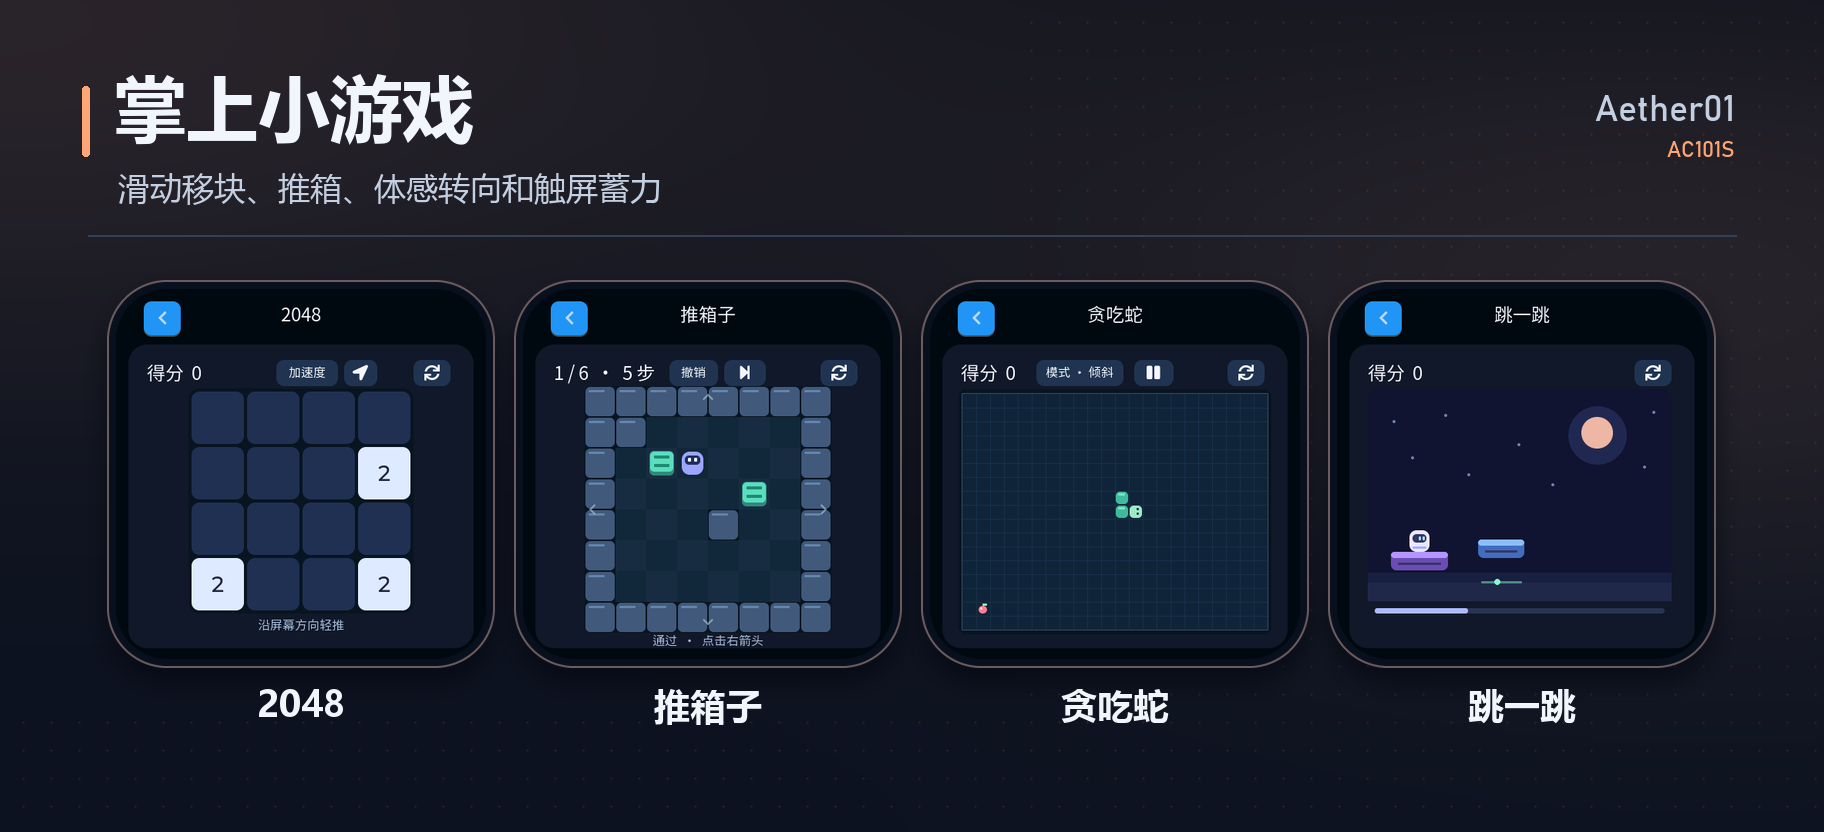 掌上小游戏
滑动移块、推箱、体感转向和触屏蓄力
Aether01
AC101S
2048
得分 0
加速度
2
2
2
沿屏幕方向轻推
2048
推箱子
1/6 · 5步
撤销
通过 · 点击右箭头
推箱子
贪吃蛇
得分 0
模式 · 倾斜
贪吃蛇
跳一跳
得分 0
跳一跳